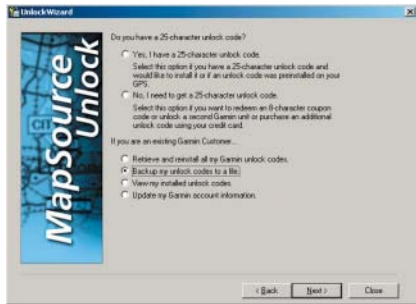 UnlockWizard
MapSource
Unlock
Do you have a 25-character unlock code?
Yes, I have a 25-character unlock code.
Select this option if you have a 25-character unlock code and
would like to install it or if an unlock code was preinstalled on your
GPS.
No, I need to get a 25-character unlock code.
Select this option if you want to redeem an 8-character coupon
code or unlock a second Garmin unit or purchase an additional
unlock code using your credit card.
If you are an existing Garmin Customer...
Retrieve and reinstall all my Garmin unlock codes.
Backup my unlock codes to a file.
View my installed unlock codes.
Update my Garmin account information.
< Back
Next >
Close